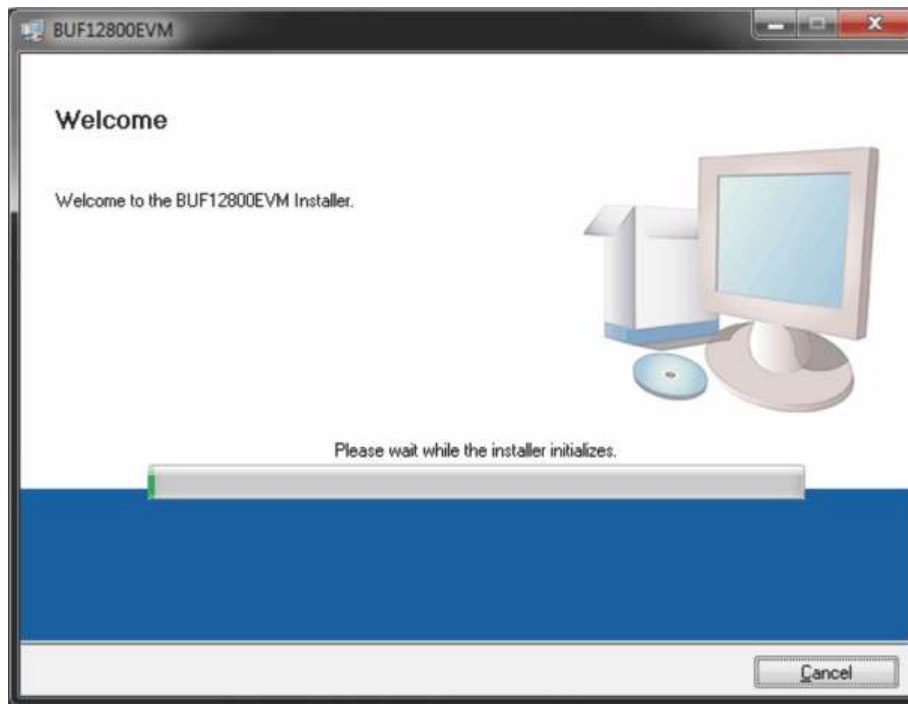 BUF12800EVM
Welcome
Welcome to the BUF12800EVM Installer.
Please wait while the installer initializes.
Cancel